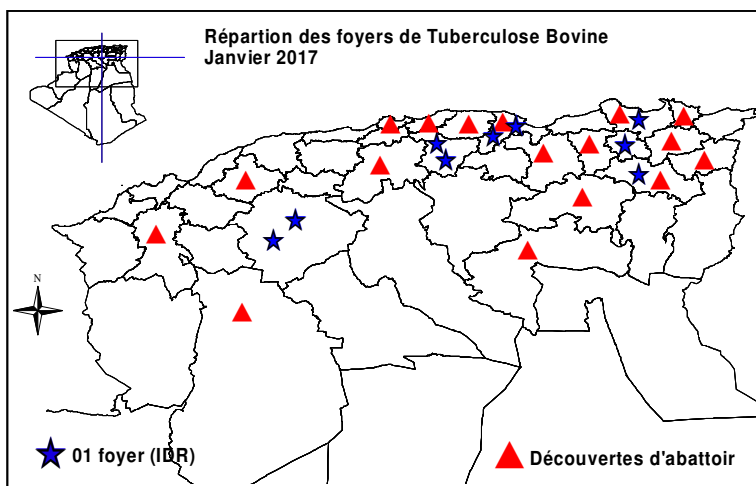 Répartion des foyers de Tuberculose Bovine
Janvier 2017
N
01 foyer (IDR)
Découvertes d'abattoir